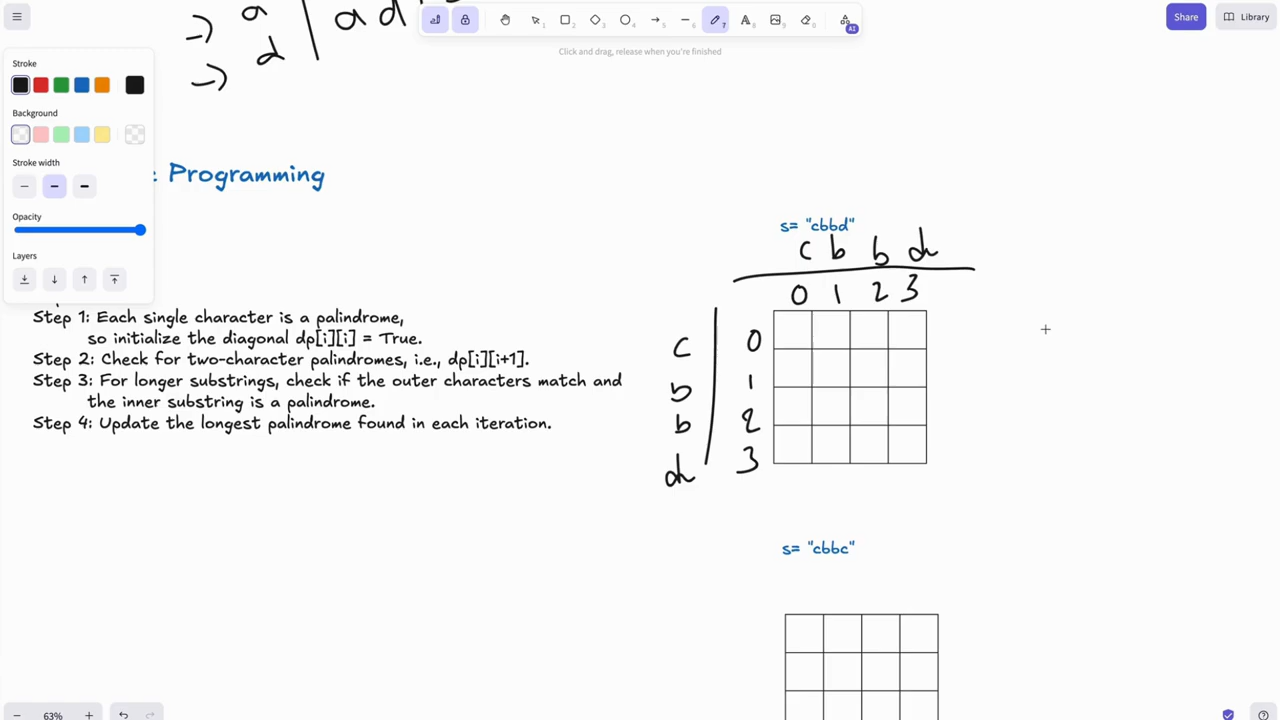 =) a | a d
=) d
Share
Library
Click and drag, release when you're finished
Stroke
Background
Stroke width
Opacity
Layers
Programming
Step 1: Each single character is a palindrome,
so initialize the diagonal dp[i][i] = True.
Step 2: Check for two-character palindromes, i.e., dp[i][i+1].
Step 3: For longer substrings, check if the outer characters match and
the inner substring is a palindrome.
Step 4: Update the longest palindrome found in each iteration.
s= "cbbd"
c b b d
0 1 2 3
c 0
b 1
b 2
d 3
s= "cbbc"
63%